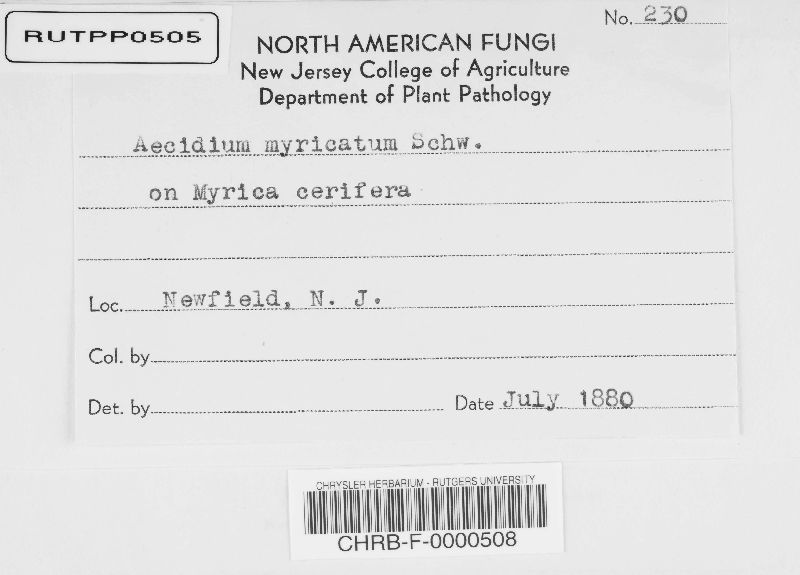 RUTPP0505
No. 230
NORTH AMERICAN FUNGI
New Jersey College of Agriculture
Department of Plant Pathology
Aecidium myricatum Schw.
on Myrica cerifera
Loc. Newfield, N. J.
Col. by
Det. by Date July 1880
CHRYSLER HERBARIUM - RUTGERS UNIVERSITY
CHRB-F-0000508